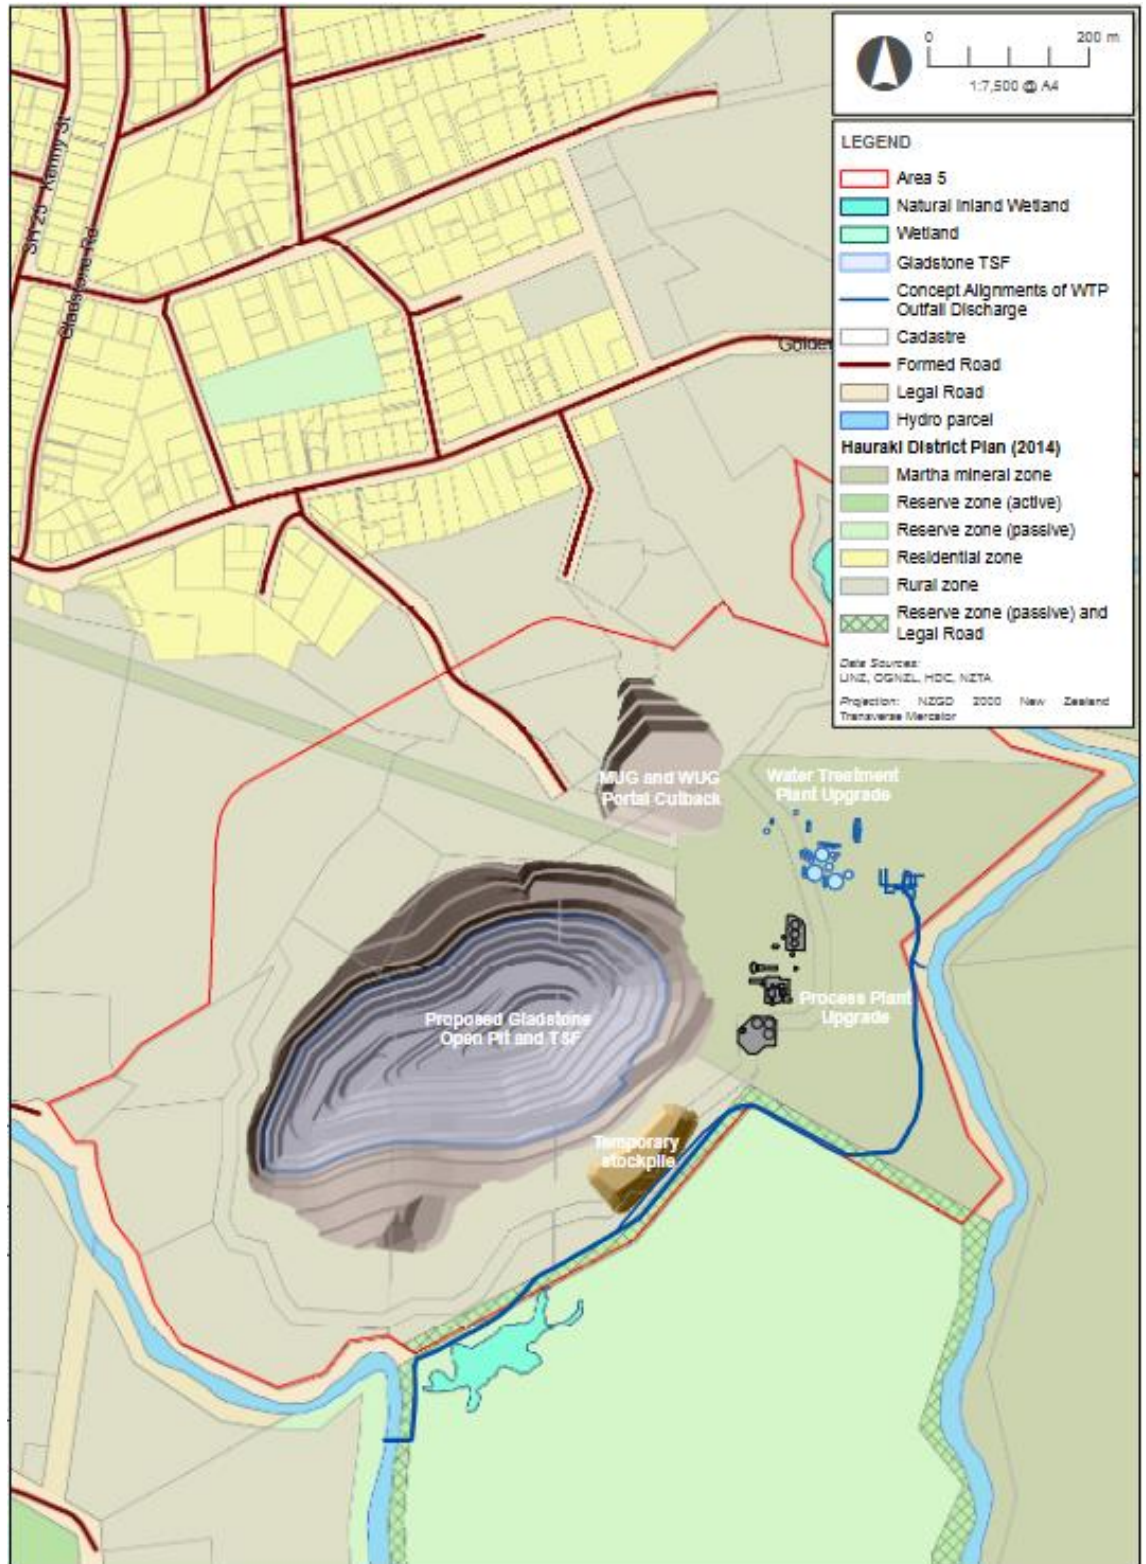 0 200 m
1:7,500 @ A4
LEGEND
Area 5
Natural Inland Wetland
Wetland
Gladstone TSF
Concept Alignments of WTP
Outfall Discharge
Cadastre
Formed Road
Legal Road
Hydro parcel
Hauraki District Plan (2014)
Martha mineral zone
Reserve zone (active)
Reserve zone (passive)
Residential zone
Rural zone
Reserve zone (passive) and
Legal Road
Data Sources:
LINZ, OGNZL, HDC, NZTA
Projection: NZGD 2000 New Zealand
Transverse Mercator
SH 25 Kenny St
Gladstone Rd
Golden
MUG and WUG
Portal Cutback
Water Treatment
Plant Upgrade
Proposed Gladstone
Open Pit and TSF
Process Plant
Upgrade
Temporary
stockpile